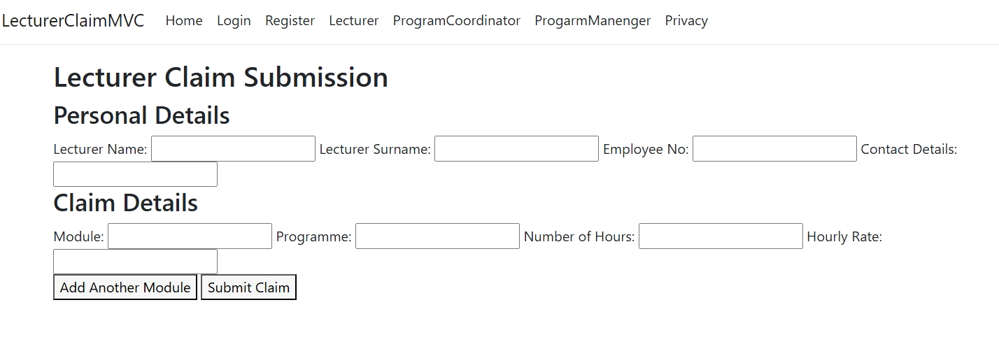 LecturerClaimMVC Home Login Register Lecturer ProgramCoordinator ProgarmManenger Privacy
Lecturer Claim Submission
Personal Details
Lecturer Name: Lecturer Surname: Employee No: Contact Details:
Claim Details
Module: Programme: Number of Hours: Hourly Rate:
Add Another Module Submit Claim